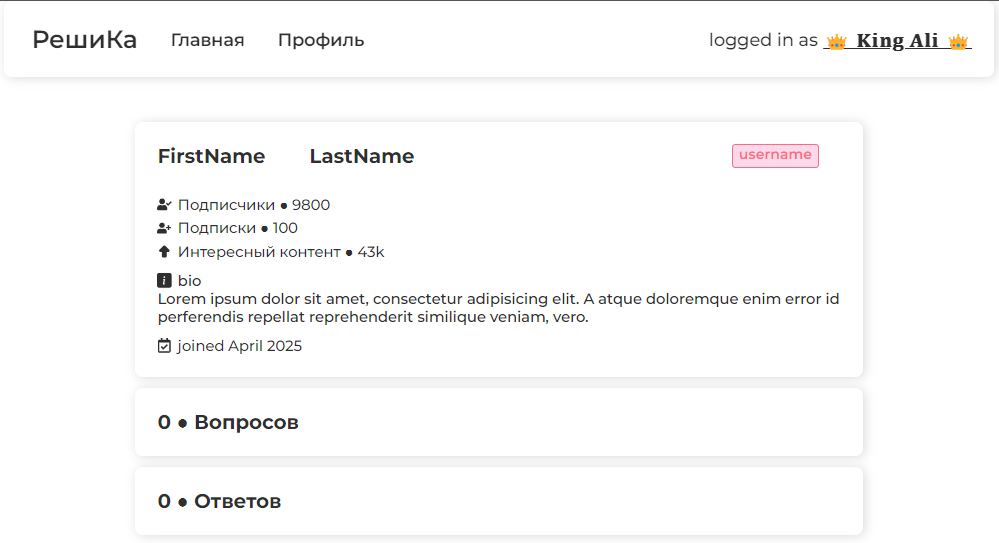 РешиКа Главная Профиль logged in as 👑 King Ali 👑
FirstName LastName username
Подписчики ● 9800
Подписки ● 100
Интересный контент ● 43k
bio
Lorem ipsum dolor sit amet, consectetur adipisicing elit. A atque doloremque enim error id
perferendis repellat reprehenderit similique veniam, vero.
joined April 2025
0 ● Вопросов
0 ● Ответов